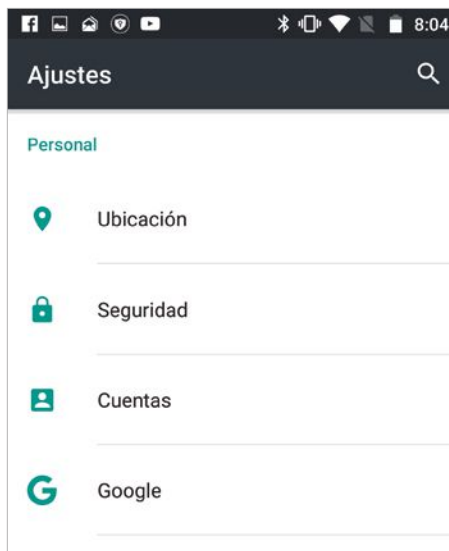 8:04
Ajustes
Personal
Ubicación
Seguridad
Cuentas
Google